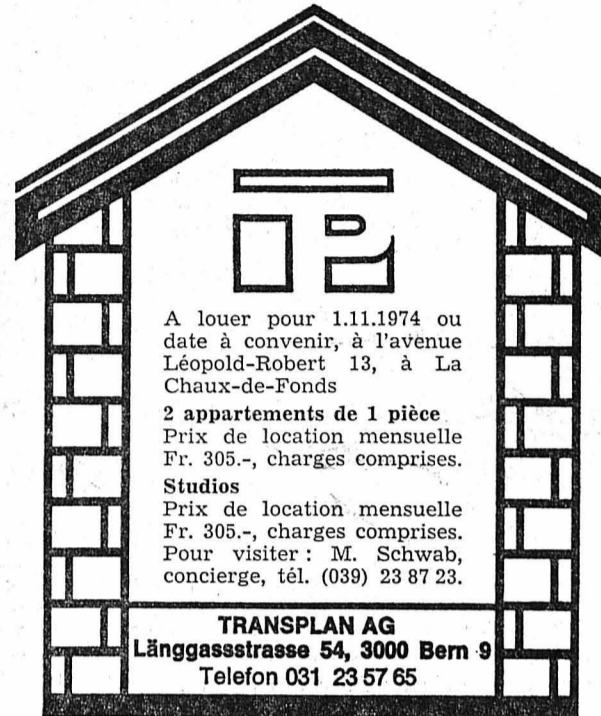 A louer pour 1.11.1974 ou
date à convenir, à l'avenue
Léopold-Robert 13, à La
Chaux-de-Fonds
2 appartements de 1 pièce
Prix de location mensuelle
Fr. 305.-, charges comprises.
Studios
Prix de location mensuelle
Fr. 305.-, charges comprises.
Pour visiter : M. Schwab,
concierge, tél. (039) 23 87 23.
TRANSPLAN AG
Länggassstrasse 54, 3000 Bern 9
Telefon 031 23 57 65